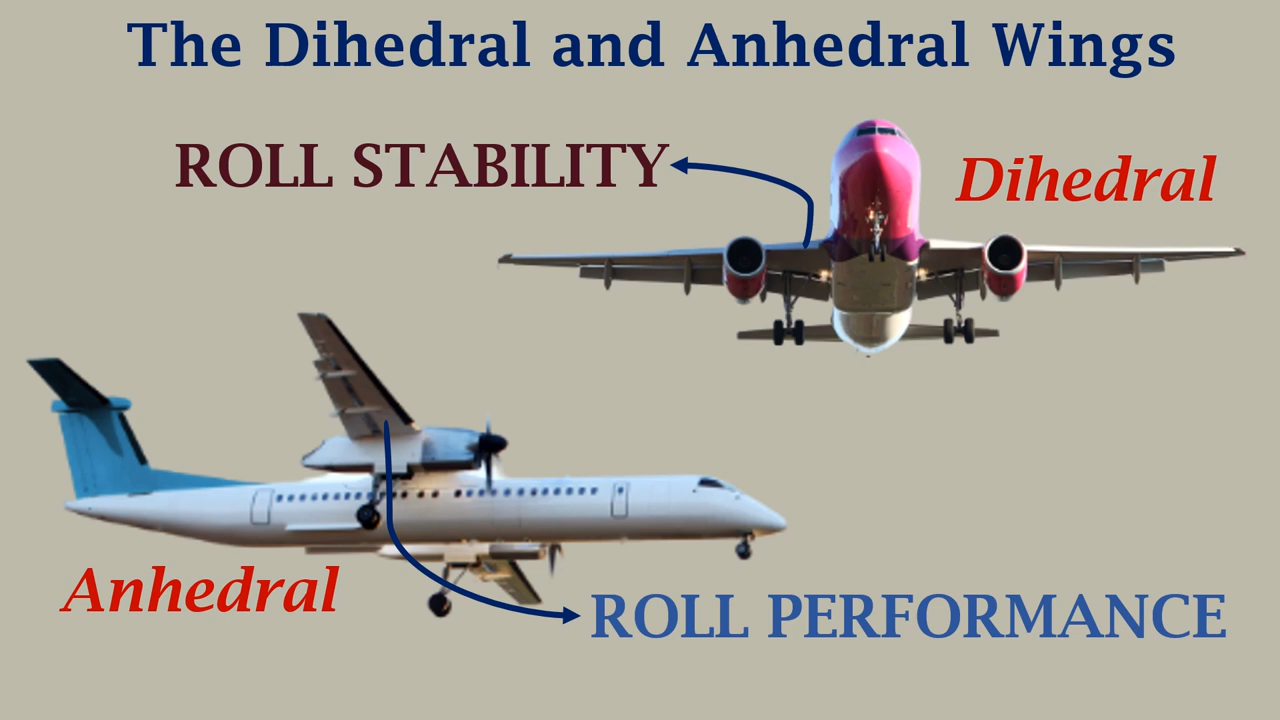 The Dihedral and Anhedral Wings
ROLL STABILITY
Dihedral
Anhedral
ROLL PERFORMANCE